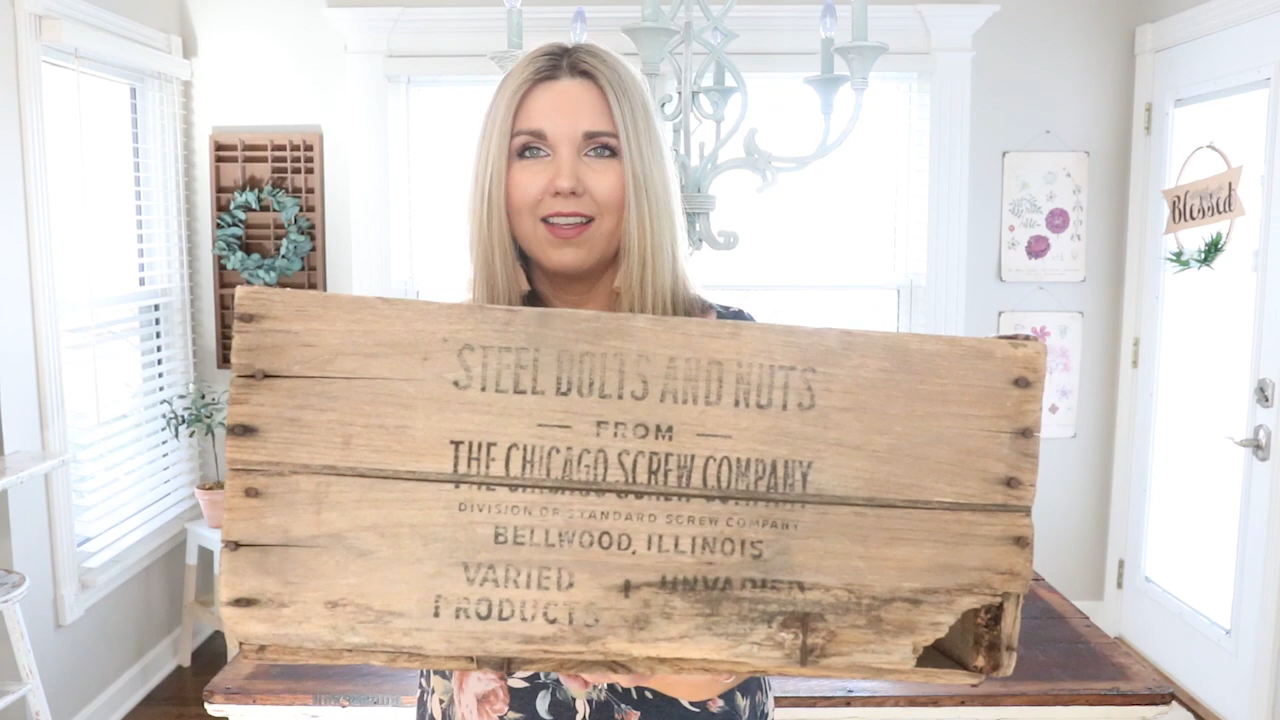 STEEL BOLTS AND NUTS
— FROM —
THE CHICAGO SCREW COMPANY
DIVISION OF STANDARD SCREW COMPANY
BELLWOOD, ILLINOIS
VARIED UNVARIED
PRODUCTS
Blessed